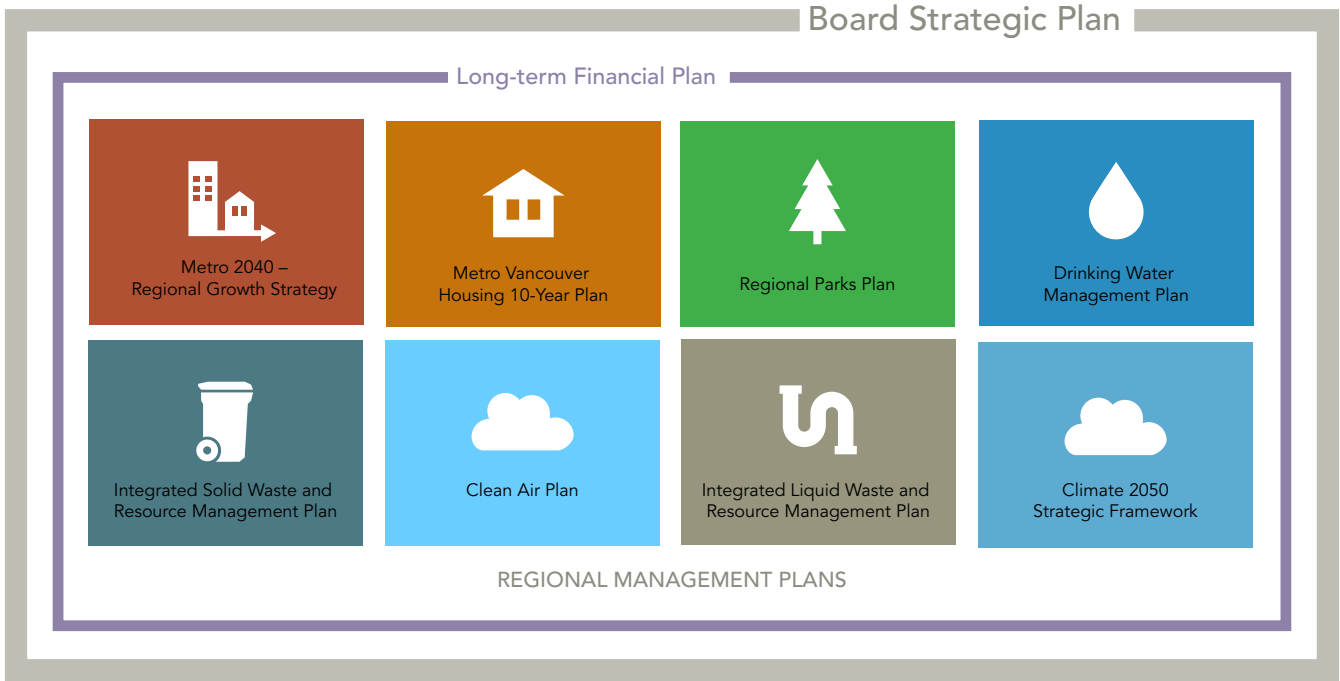 Board Strategic Plan
Long-term Financial Plan
Metro 2040 –
Regional Growth Strategy
Metro Vancouver
Housing 10-Year Plan
Regional Parks Plan
Drinking Water
Management Plan
Integrated Solid Waste and
Resource Management Plan
Clean Air Plan
Integrated Liquid Waste and
Resource Management Plan
Climate 2050
Strategic Framework
REGIONAL MANAGEMENT PLANS